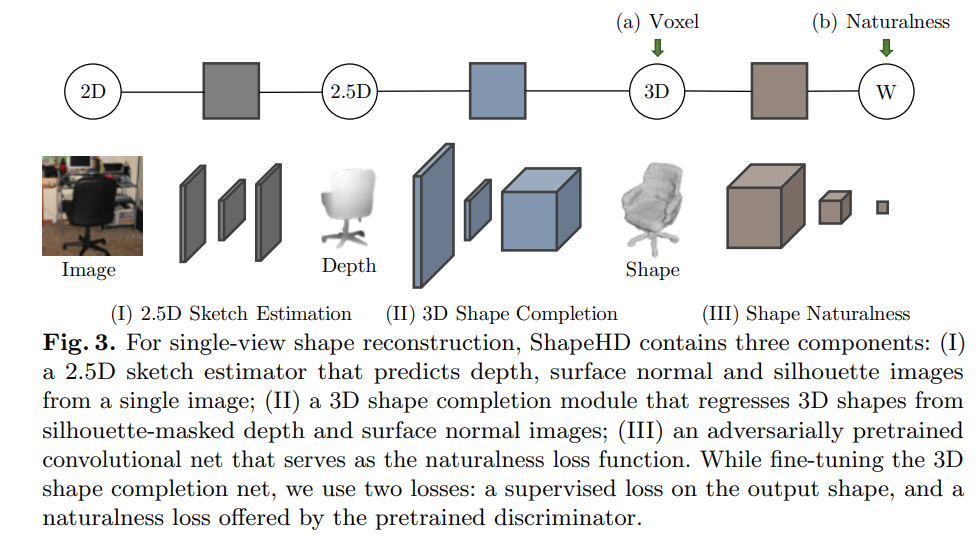 (a) Voxel
(b) Naturalness
2D
2.5D
3D
W
Image
Depth
Shape
(I) 2.5D Sketch Estimation
(II) 3D Shape Completion
(III) Shape Naturalness
Fig. 3. For single-view shape reconstruction, ShapeHD contains three components: (I)
a 2.5D sketch estimator that predicts depth, surface normal and silhouette images
from a single image; (II) a 3D shape completion module that regresses 3D shapes from
silhouette-masked depth and surface normal images; (III) an adversarially pretrained
convolutional net that serves as the naturalness loss function. While fine-tuning the 3D
shape completion net, we use two losses: a supervised loss on the output shape, and a
naturalness loss offered by the pretrained discriminator.